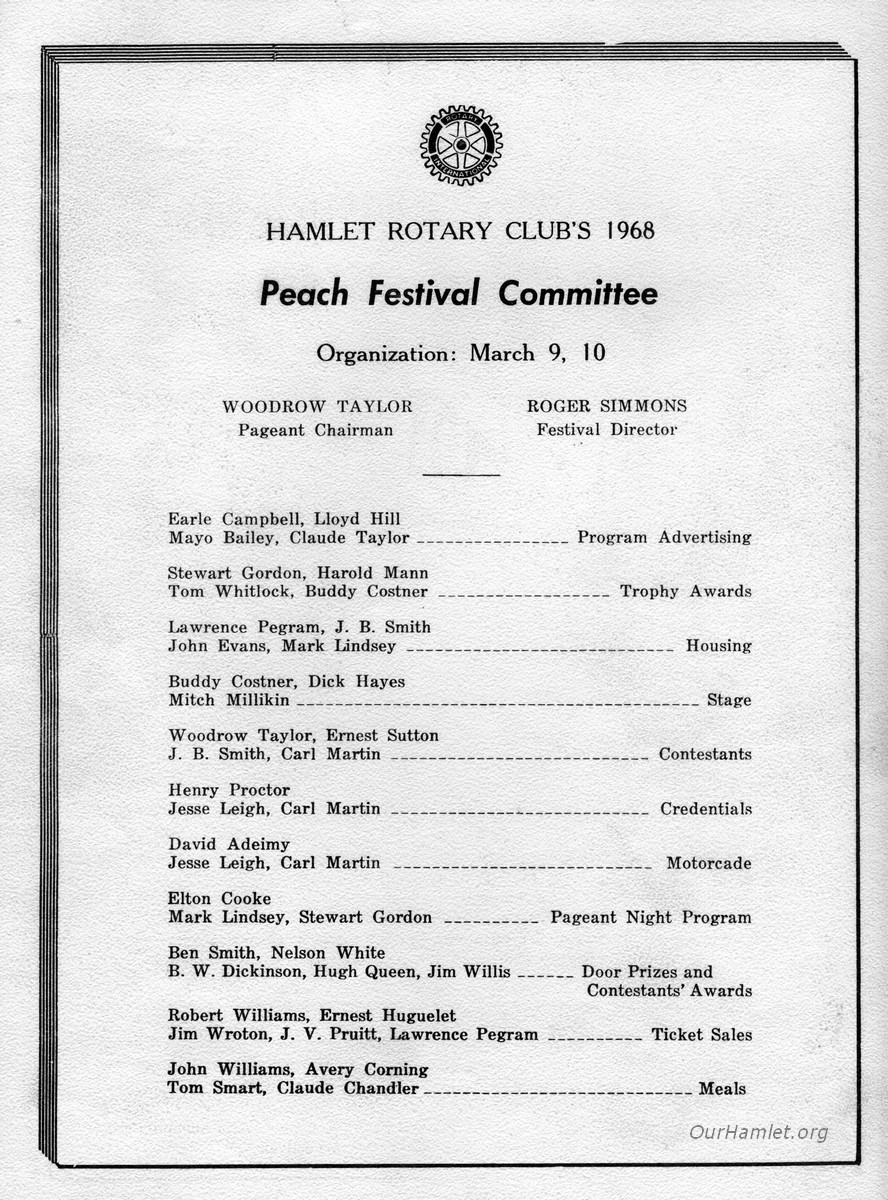 ROTARY
INTERNATIONAL
HAMLET ROTARY CLUB'S 1968
Peach Festival Committee
Organization: March 9, 10
WOODROW TAYLOR ROGER SIMMONS
Pageant Chairman Festival Director
Earle Campbell, Lloyd Hill
Mayo Bailey, Claude Taylor ________________ Program Advertising
Stewart Gordon, Harold Mann
Tom Whitlock, Buddy Costner __________________ Trophy Awards
Lawrence Pegram, J. B. Smith
John Evans, Mark Lindsey ____________________________ Housing
Buddy Costner, Dick Hayes
Mitch Millikin __________________________________________ Stage
Woodrow Taylor, Ernest Sutton
J. B. Smith, Carl Martin ___________________________ Contestants
Henry Proctor
Jesse Leigh, Carl Martin ___________________________ Credentials
David Adeimy
Jesse Leigh, Carl Martin ___________________________ Motorcade
Elton Cooke
Mark Lindsey, Stewart Gordon __________ Pageant Night Program
Ben Smith, Nelson White
B. W. Dickinson, Hugh Queen, Jim Willis ______ Door Prizes and
Contestants' Awards
Robert Williams, Ernest Huguelet
Jim Wroton, J. V. Pruitt, Lawrence Pegram __________ Ticket Sales
John Williams, Avery Corning
Tom Smart, Claude Chandler ____________________________ Meals
OurHamlet.org